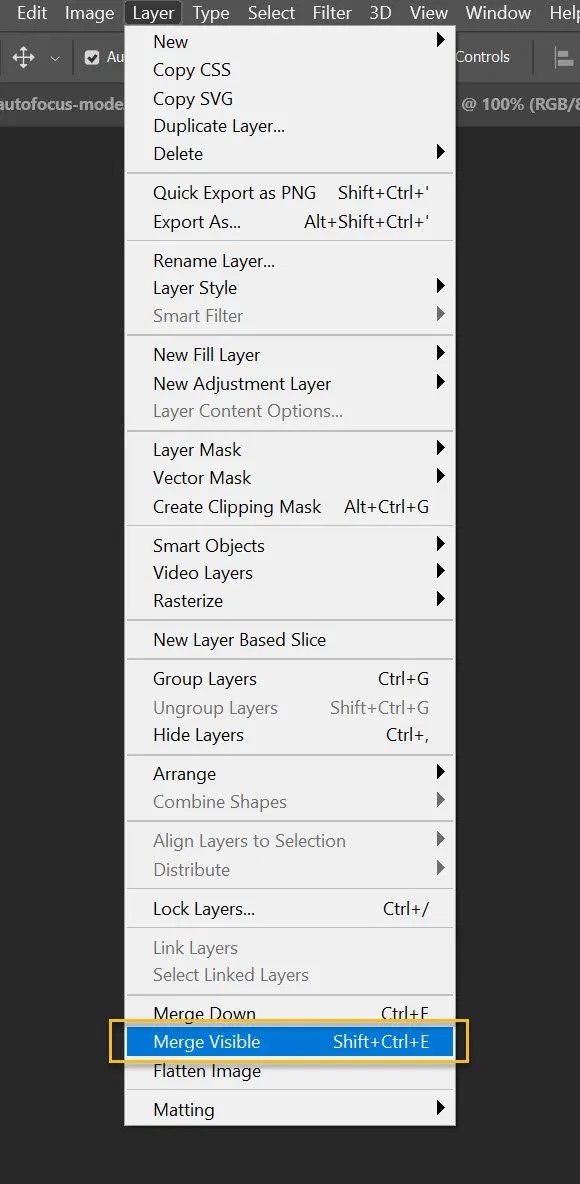 Edit Image Layer Type Select Filter 3D View Window Help
Au Controls
autofocus-mode @ 100% (RGB/8
New
Copy CSS
Copy SVG
Duplicate Layer...
Delete
Quick Export as PNG Shift+Ctrl+'
Export As... Alt+Shift+Ctrl+'
Rename Layer...
Layer Style
Smart Filter
New Fill Layer
New Adjustment Layer
Layer Content Options...
Layer Mask
Vector Mask
Create Clipping Mask Alt+Ctrl+G
Smart Objects
Video Layers
Rasterize
New Layer Based Slice
Group Layers Ctrl+G
Ungroup Layers Shift+Ctrl+G
Hide Layers Ctrl+,
Arrange
Combine Shapes
Align Layers to Selection
Distribute
Lock Layers... Ctrl+/
Link Layers
Select Linked Layers
Merge Down Ctrl+E
Merge Visible Shift+Ctrl+E
Flatten Image
Matting